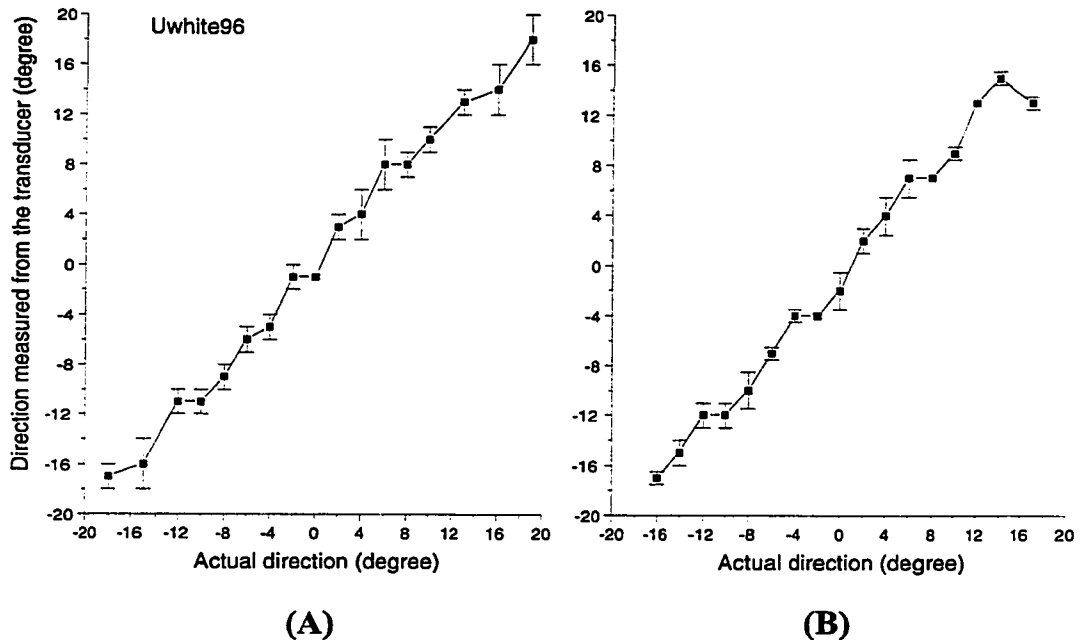 Uwhite96
Direction measured from the transducer (degree)
20
16
12
8
4
0
-4
-8
-12
-16
-20
-20 -16 -12 -8 -4 0 4 8 12 16 20
Actual direction (degree)
(A)
20
16
12
8
4
0
-4
-8
-12
-16
-20
-20 -16 -12 -8 -4 0 4 8 12 16 20
Actual direction (degree)
(B)